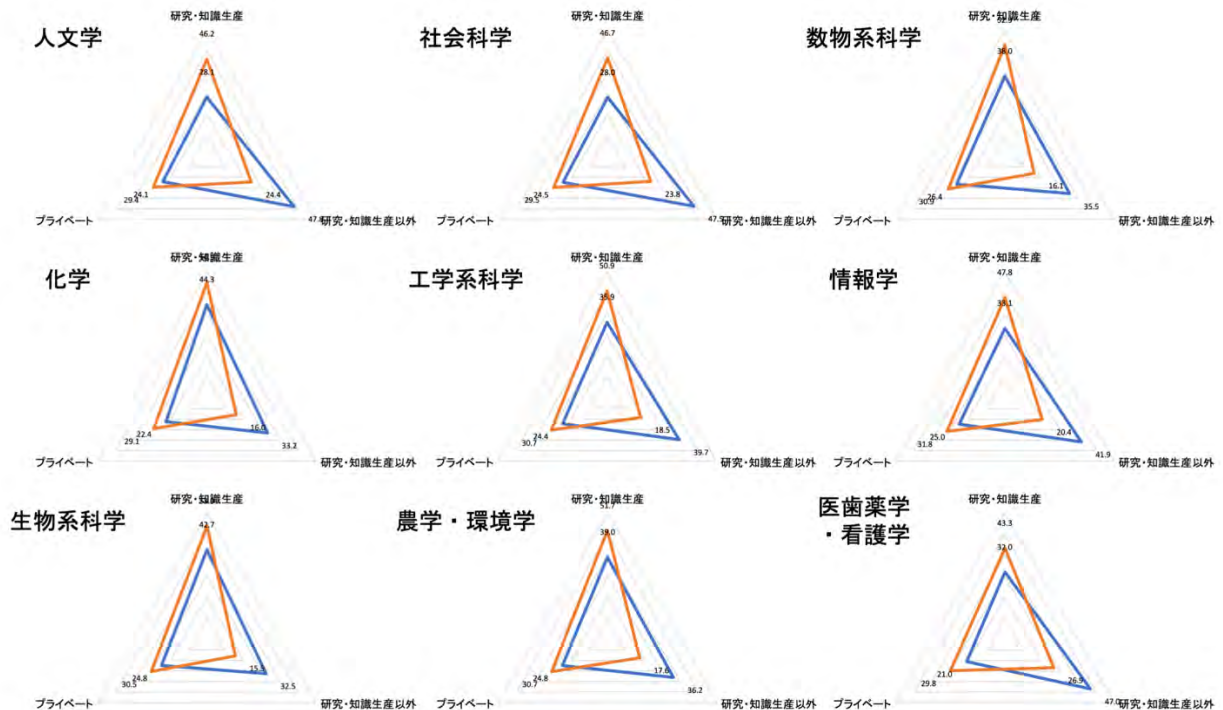 人文学
研究・知識生産
46.2
28.1
24.1
29.4
24.4
プライベート
研究・知識生産以外
社会科学
研究・知識生産
46.7
28.0
24.5
29.5
23.8
47.5
プライベート
研究・知識生産以外
数物系科学
研究・知識生産
38.0
26.4
30.9
16.1
35.5
プライベート
研究・知識生産以外
化学
研究・知識生産
44.3
22.4
29.1
16.0
33.2
プライベート
研究・知識生産以外
工学系科学
研究・知識生産
50.9
35.9
24.4
30.7
18.5
39.7
プライベート
研究・知識生産以外
情報学
研究・知識生産
47.8
33.1
25.0
31.8
20.4
41.9
プライベート
研究・知識生産以外
生物系科学
研究・知識生産
42.7
24.8
30.5
15.9
32.5
プライベート
研究・知識生産以外
農学・環境学
研究・知識生産
51.7
39.0
24.8
30.7
17.6
36.2
プライベート
研究・知識生産以外
医歯薬学
・看護学
研究・知識生産
43.3
32.0
21.0
29.8
26.9
47.0
プライベート
研究・知識生産以外